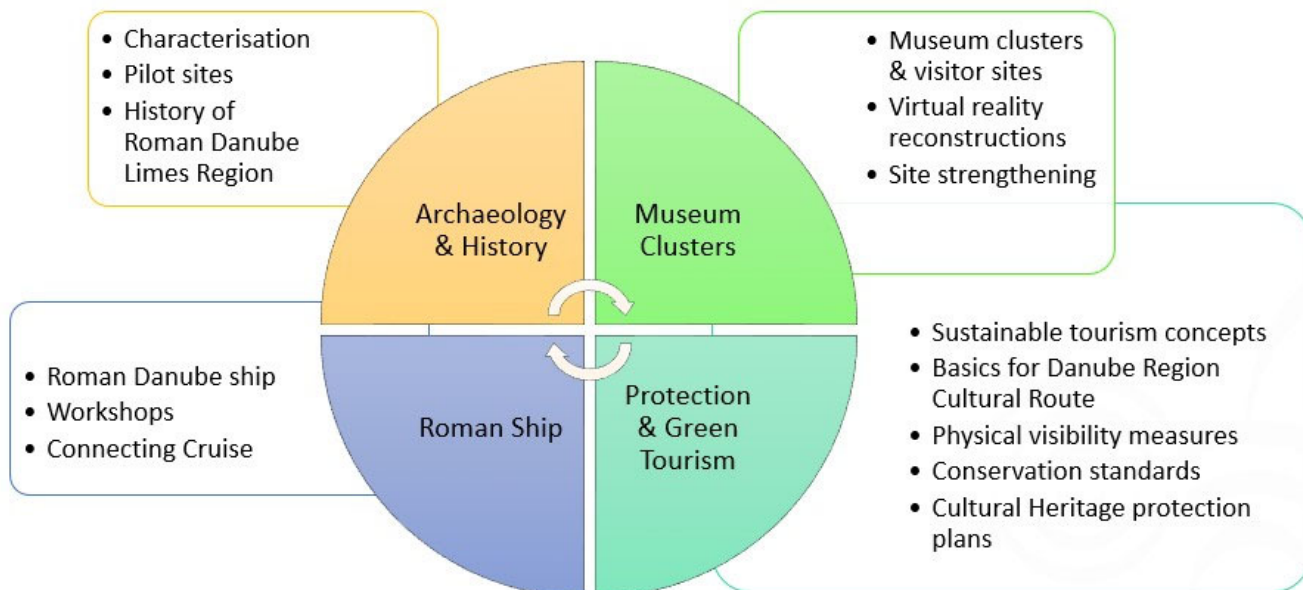 • Characterisation
• Pilot sites
• History of
Roman Danube
Limes Region
Archaeology
& History
• Museum clusters
& visitor sites
• Virtual reality
reconstructions
• Site strengthening
Museum
Clusters
• Roman Danube ship
• Workshops
• Connecting Cruise
Roman Ship
Protection
& Green
Tourism
• Sustainable tourism concepts
• Basics for Danube Region
Cultural Route
• Physical visibility measures
• Conservation standards
• Cultural Heritage protection
plans